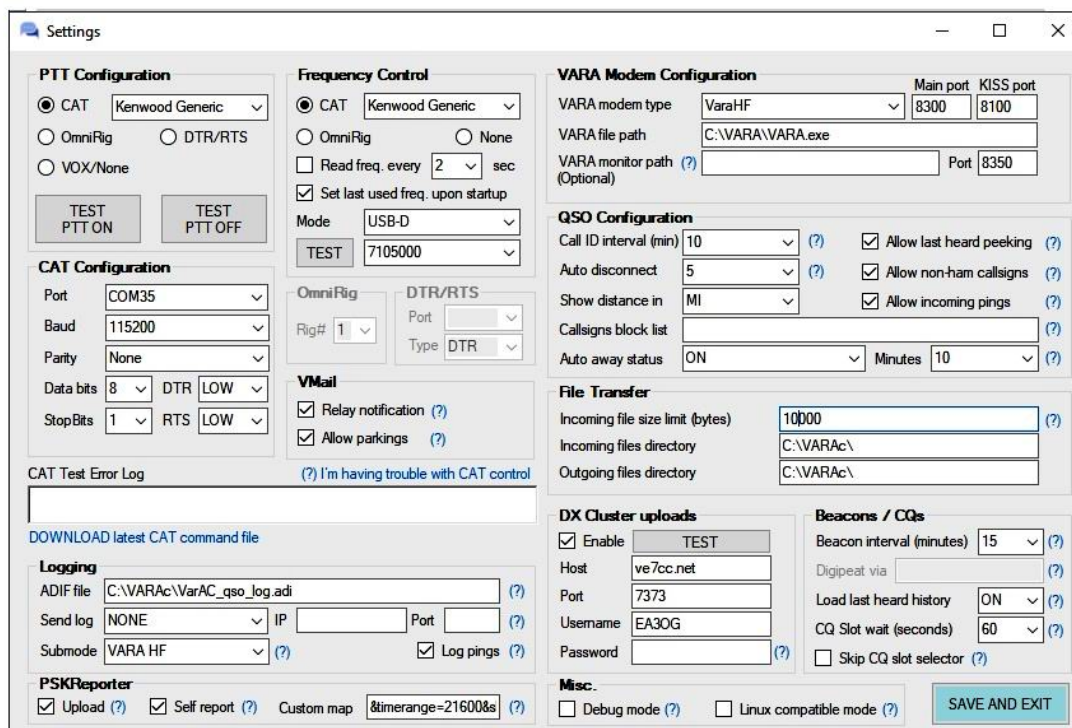 Settings
PTT Configuration
CAT Kenwood Generic
OmniRig DTR/RTS
VOX/None
TEST PTT ON
TEST PTT OFF
CAT Configuration
Port COM35
Baud 115200
Parity None
Data bits 8 DTR LOW
StopBits 1 RTS LOW
Frequency Control
CAT Kenwood Generic
OmniRig None
Read freq. every 2 sec
Set last used freq. upon startup
Mode USB-D
TEST 7105000
OmniRig
Rig# 1
DTR/RTS
Port
Type DTR
VMail
Relay notification (?)
Allow parkings (?)
CAT Test Error Log (?) I'm having trouble with CAT control
DOWNLOAD latest CAT command file
Logging
ADIF file C:\VARAc\VarAC_qso_log.adi (?)
Send log NONE IP Port (?)
Submode VARA HF (?) Log pings (?)
PSKReporter
Upload (?) Self report (?) Custom map &timerange=21600&s (?)
VARA Modem Configuration
Main port KISS port
VARA modem type VaraHF 8300 8100
VARA file path C:\VARA\VARA.exe
VARA monitor path (?) Port 8350
(Optional)
QSO Configuration
Call ID interval (min) 10 (?) Allow last heard peeking (?)
Auto disconnect 5 (?) Allow non-ham callsigns (?)
Show distance in MI Allow incoming pings (?)
Callsigns block list (?)
Auto away status ON Minutes 10 (?)
File Transfer
Incoming file size limit (bytes) 10000 (?)
Incoming files directory C:\VARAc\
Outgoing files directory C:\VARAc\
DX Cluster uploads
Enable TEST
Host ve7cc.net
Port 7373
Username EA3OG
Password (?)
Beacons / CQs
Beacon interval (minutes) 15 (?)
Digipeat via (?)
Load last heard history ON (?)
CQ Slot wait (seconds) 60 (?)
Skip CQ slot selector (?)
Misc.
Debug mode (?) Linux compatible mode (?)
SAVE AND EXIT